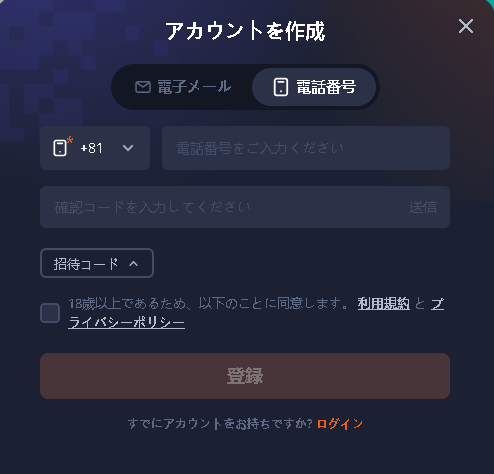 アカウントを作成
電子メール 電話番号
+81 電話番号をご入力ください
確認コードを入力してください 送信
招待コード
18歳以上であるため、以下のことに同意します。 利用規約 と プ
ライバシーポリシー
登録
すでにアカウントをお持ちですか? ログイン